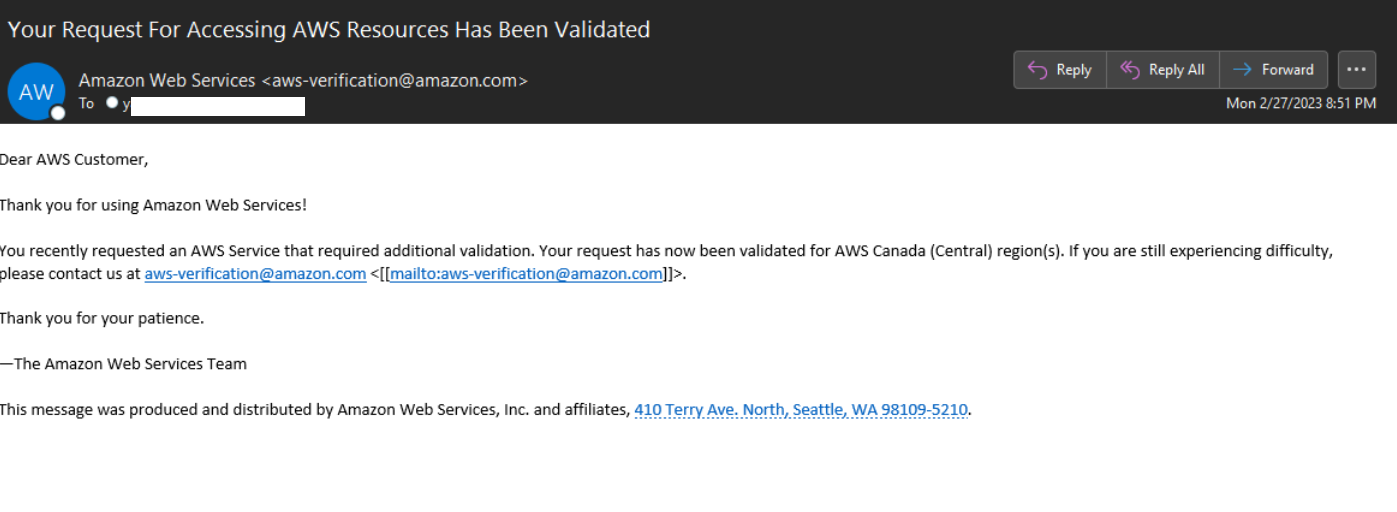 Your Request For Accessing AWS Resources Has Been Validated
AW
Amazon Web Services <aws-verification@amazon.com>
Reply
Reply All
Forward
To y
Mon 2/27/2023 8:51 PM
Dear AWS Customer,
Thank you for using Amazon Web Services!
You recently requested an AWS Service that required additional validation. Your request has now been validated for AWS Canada (Central) region(s). If you are still experiencing difficulty,
please contact us at aws-verification@amazon.com <[[mailto:aws-verification@amazon.com]]>.
Thank you for your patience.
—The Amazon Web Services Team
This message was produced and distributed by Amazon Web Services, Inc. and affiliates, 410 Terry Ave. North, Seattle, WA 98109-5210.